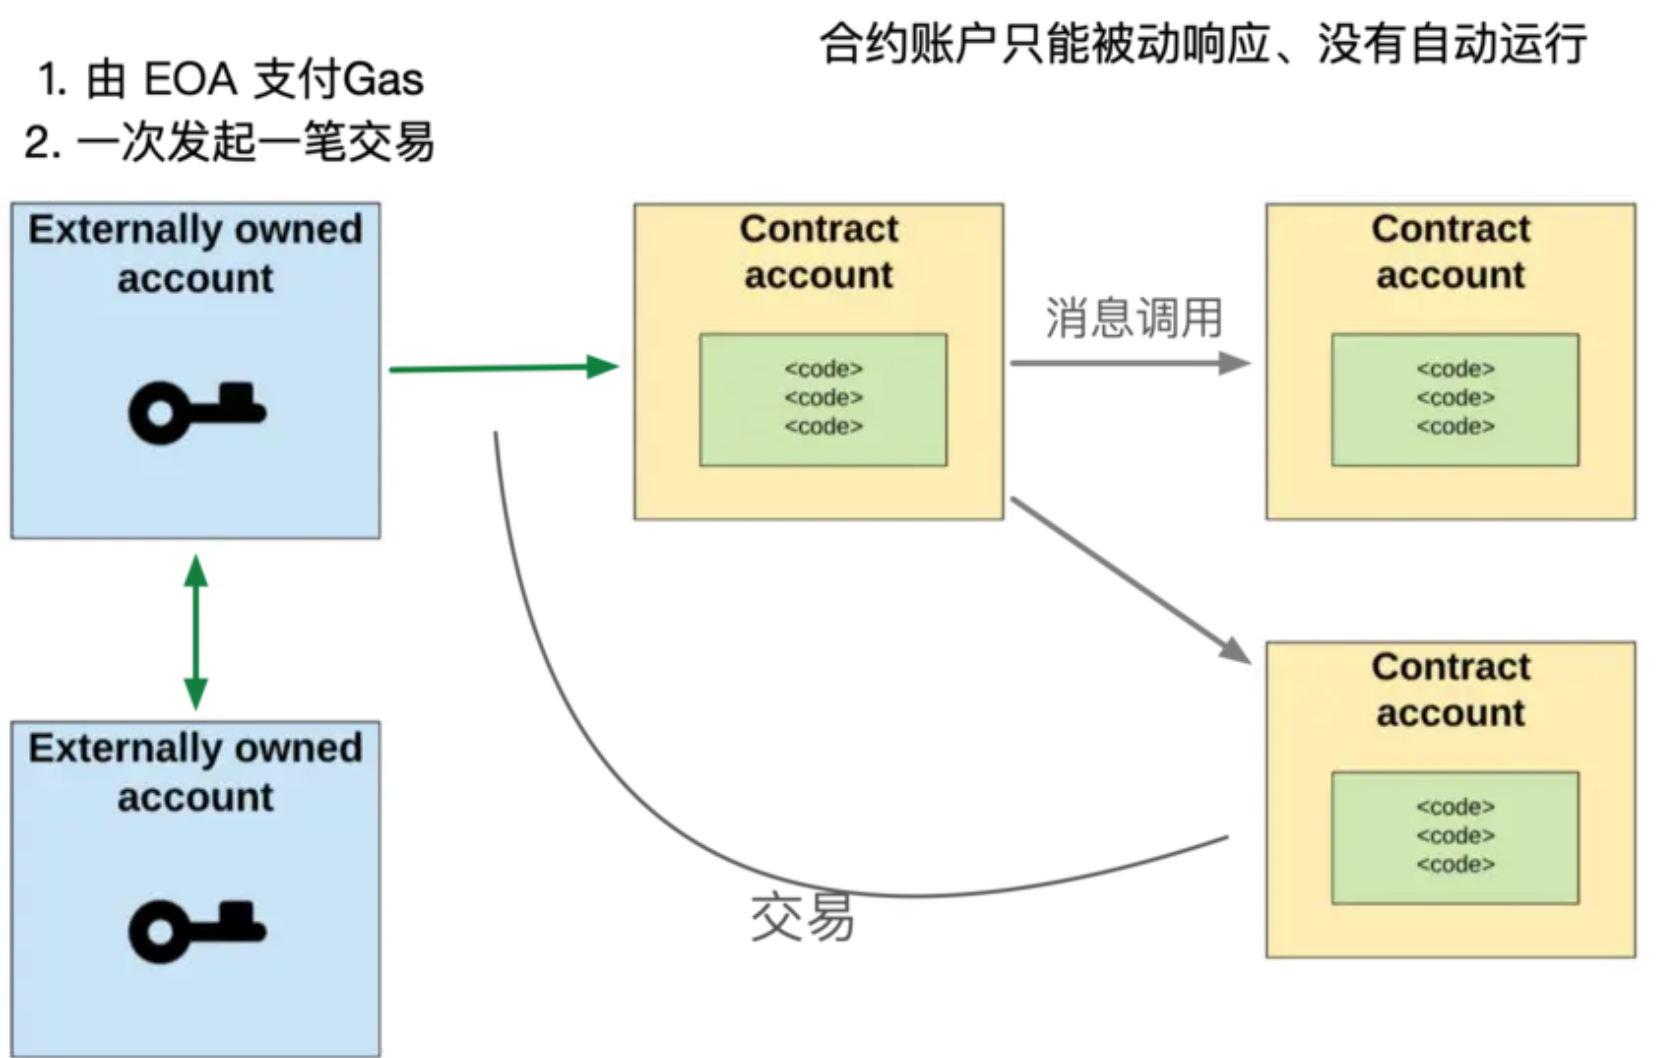 合约账户只能被动响应、没有自动运行
1. 由 EOA 支付Gas
2. 一次发起一笔交易
Externally owned
account
Contract
account
<code>
<code>
<code>
消息调用
Contract
account
<code>
<code>
<code>
Externally owned
account
交易
Contract
account
<code>
<code>
<code>